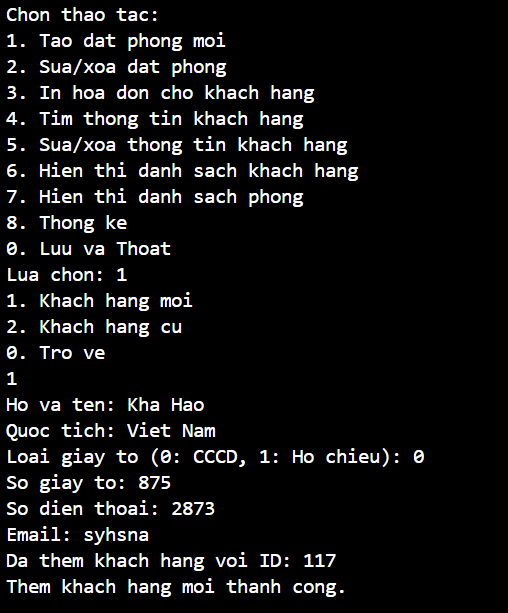 Chon thao tac:
1. Tao dat phong moi
2. Sua/xoa dat phong
3. In hoa don cho khach hang
4. Tim thong tin khach hang
5. Sua/xoa thong tin khach hang
6. Hien thi danh sach khach hang
7. Hien thi danh sach phong
8. Thong ke
0. Luu va Thoat
Lua chon: 1
1. Khach hang moi
2. Khach hang cu
0. Tro ve
1
Ho va ten: Kha Hao
Quoc tich: Viet Nam
Loai giay to (0: CCCD, 1: Ho chieu): 0
So giay to: 875
So dien thoai: 2873
Email: syhsna
Da them khach hang voi ID: 117
Them khach hang moi thanh cong.